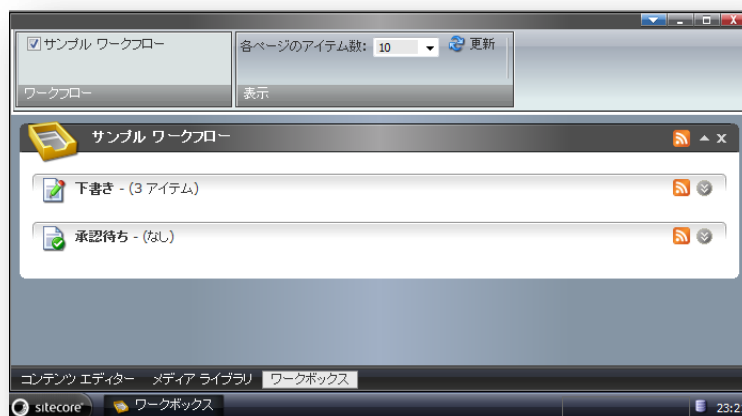 サンプル ワークフロー
各ページのアイテム数: 10 更新
ワークフロー
表示
サンプル ワークフロー
下書き - (3 アイテム)
承認待ち - (なし)
コンテンツ エディター メディア ライブラリ ワークボックス
sitecore ワークボックス 23:2